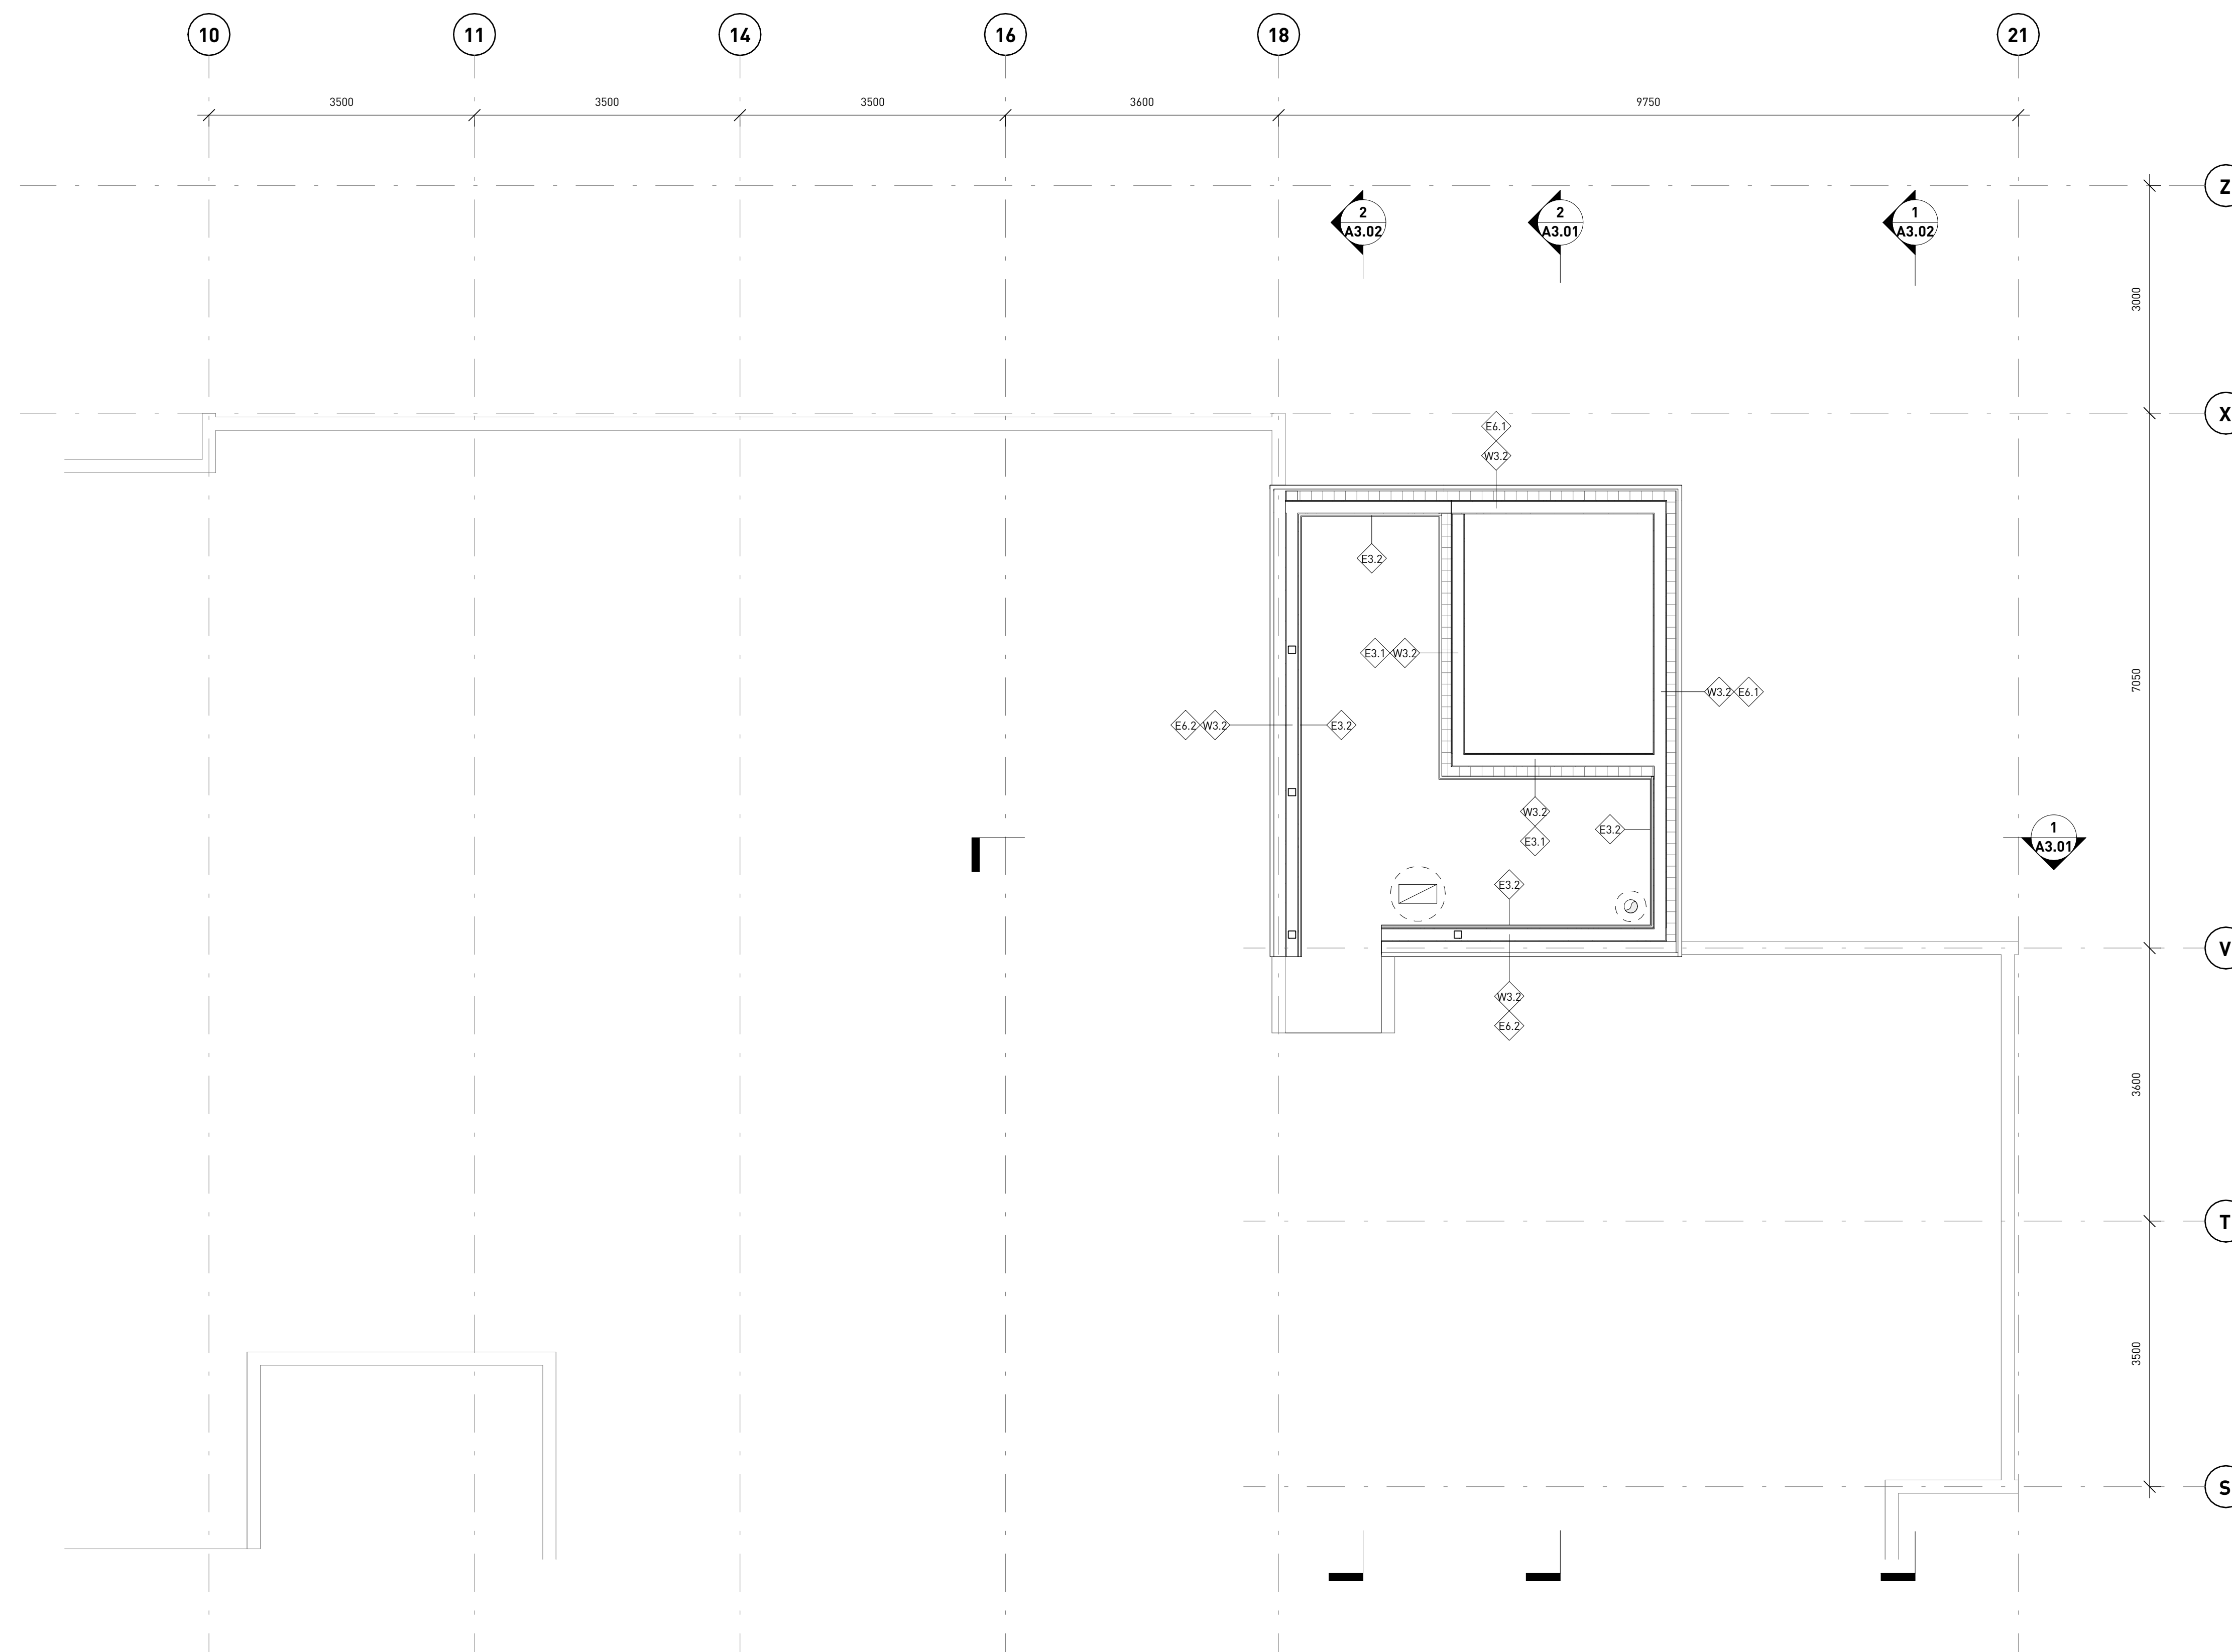 10 11 14 16 18 21
3500 3500 3500 3600 9750
Z
2
A3.02
2
A3.01
1
A3.02
3000
X
E6.1
W3.2
E3.2
E3.1 W3.2
7050
W3.2 E6.1
E6.2 W3.2
E3.2
W3.2
E3.1
E3.2
1
A3.01
E3.2
V
W3.2
E6.2
3600
T
3500
S